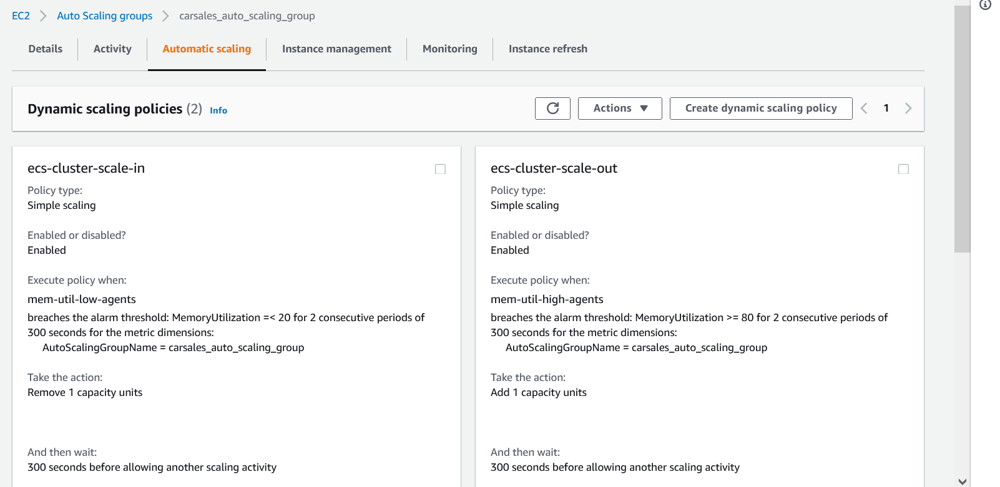 EC2 > Auto Scaling groups > carsales_auto_scaling_group
Details Activity Automatic scaling Instance management Monitoring Instance refresh
Dynamic scaling policies (2) Info Actions Create dynamic scaling policy 1
ecs-cluster-scale-in
Policy type:
Simple scaling
Enabled or disabled?
Enabled
Execute policy when:
mem-util-low-agents
breaches the alarm threshold: MemoryUtilization =< 20 for 2 consecutive periods of
300 seconds for the metric dimensions:
AutoScalingGroupName = carsales_auto_scaling_group
Take the action:
Remove 1 capacity units
And then wait:
300 seconds before allowing another scaling activity
ecs-cluster-scale-out
Policy type:
Simple scaling
Enabled or disabled?
Enabled
Execute policy when:
mem-util-high-agents
breaches the alarm threshold: MemoryUtilization >= 80 for 2 consecutive periods of
300 seconds for the metric dimensions:
AutoScalingGroupName = carsales_auto_scaling_group
Take the action:
Add 1 capacity units
And then wait:
300 seconds before allowing another scaling activity